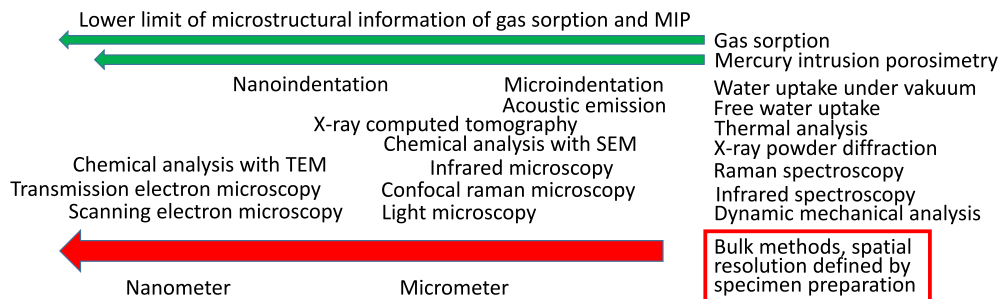 Lower limit of microstructural information of gas sorption and MIP
Gas sorption
Mercury intrusion porosimetry
Nanoindentation
Microindentation
Water uptake under vakuum
Acoustic emission
Free water uptake
X-ray computed tomography
Thermal analysis
Chemical analysis with SEM
X-ray powder diffraction
Chemical analysis with TEM
Infrared microscopy
Raman spectroscopy
Transmission electron microscopy
Confocal raman microscopy
Infrared spectroscopy
Scanning electron microscopy
Light microscopy
Dynamic mechanical analysis
Bulk methods, spatial
resolution defined by
specimen preparation
Nanometer
Micrometer